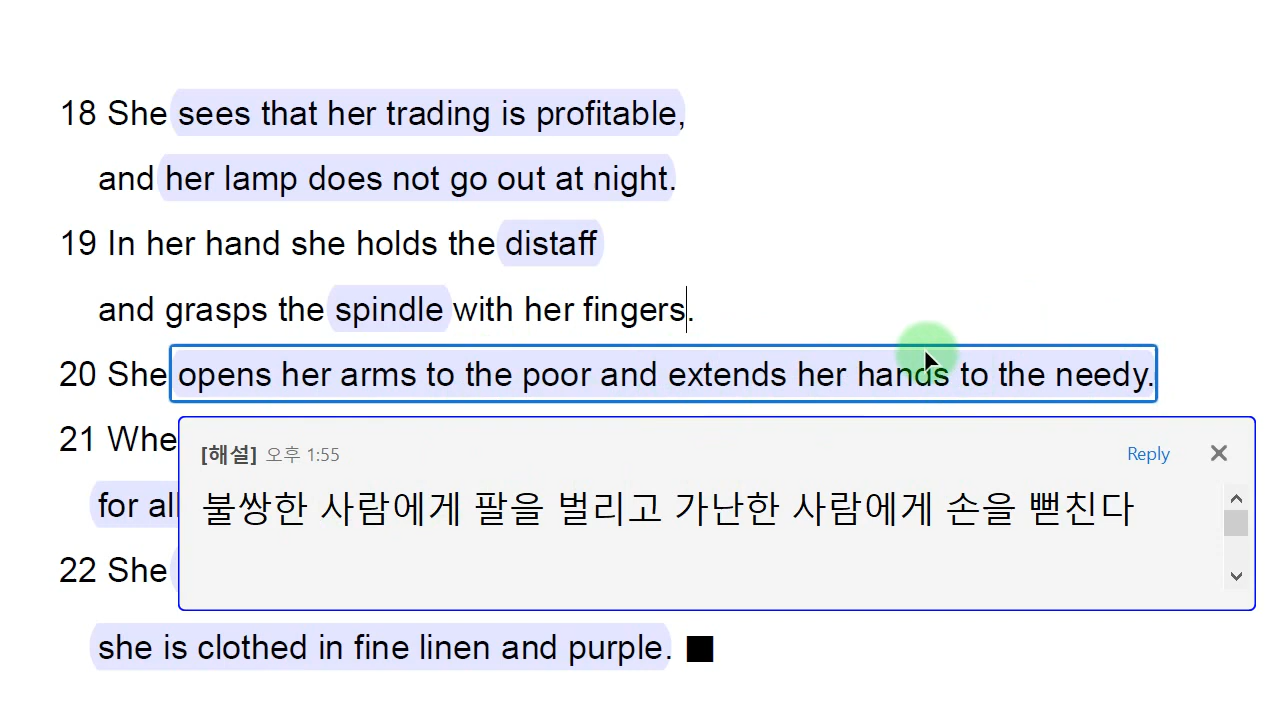 18 She sees that her trading is profitable,
and her lamp does not go out at night.
19 In her hand she holds the distaff
and grasps the spindle with her fingers.
20 She opens her arms to the poor and extends her hands to the needy.
21 Whe
[해설] 오후 1:55 Reply
불쌍한 사람에게 팔을 벌리고 가난한 사람에게 손을 뻗친다
for all
22 She
she is clothed in fine linen and purple.